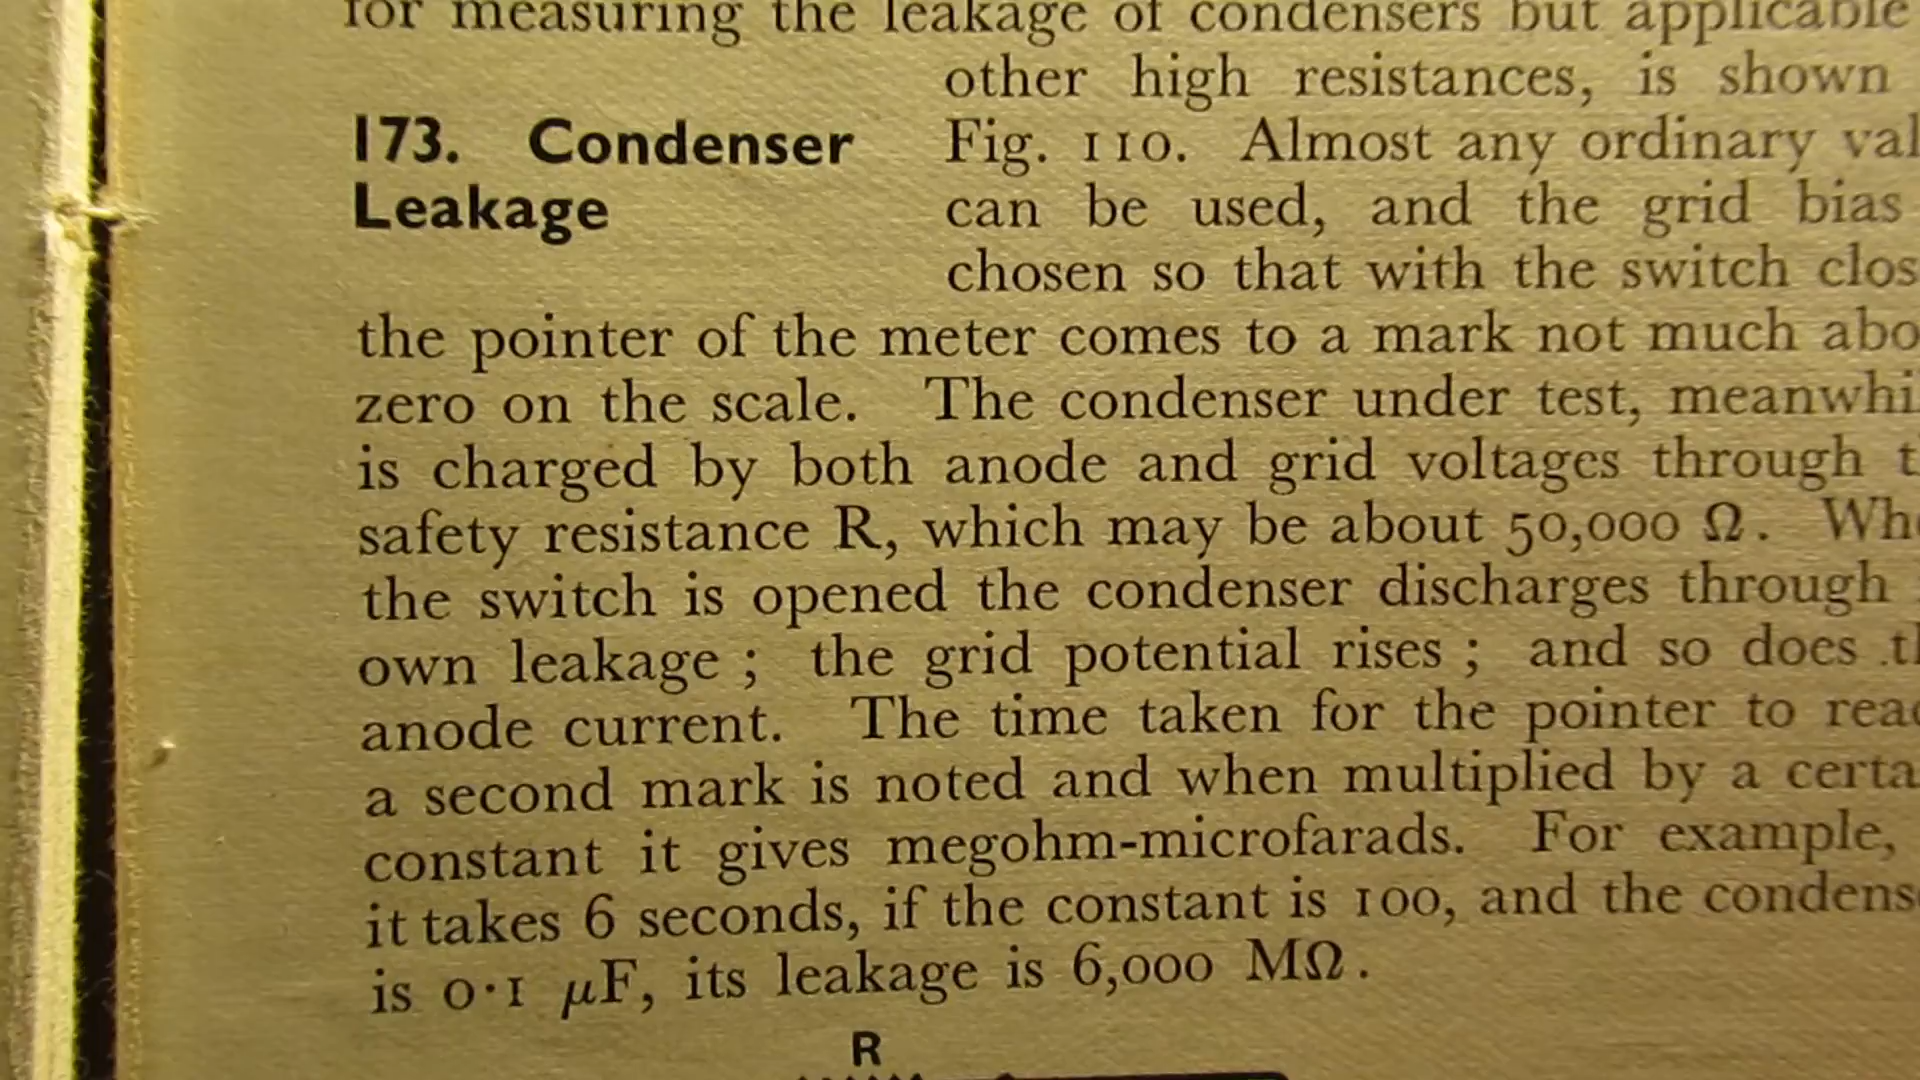 for measuring the leakage of condensers but applicable
other high resistances, is shown
173. Condenser
Leakage
Fig. 110. Almost any ordinary val
can be used, and the grid bias
chosen so that with the switch clos
the pointer of the meter comes to a mark not much abo
zero on the scale. The condenser under test, meanwhi
is charged by both anode and grid voltages through t
safety resistance R, which may be about 50,000 Ω. Whe
the switch is opened the condenser discharges through
own leakage ; the grid potential rises ; and so does th
anode current. The time taken for the pointer to reac
a second mark is noted and when multiplied by a certa
constant it gives megohm-microfarads. For example,
it takes 6 seconds, if the constant is 100, and the condense
is 0·1 μF, its leakage is 6,000 MΩ.
R